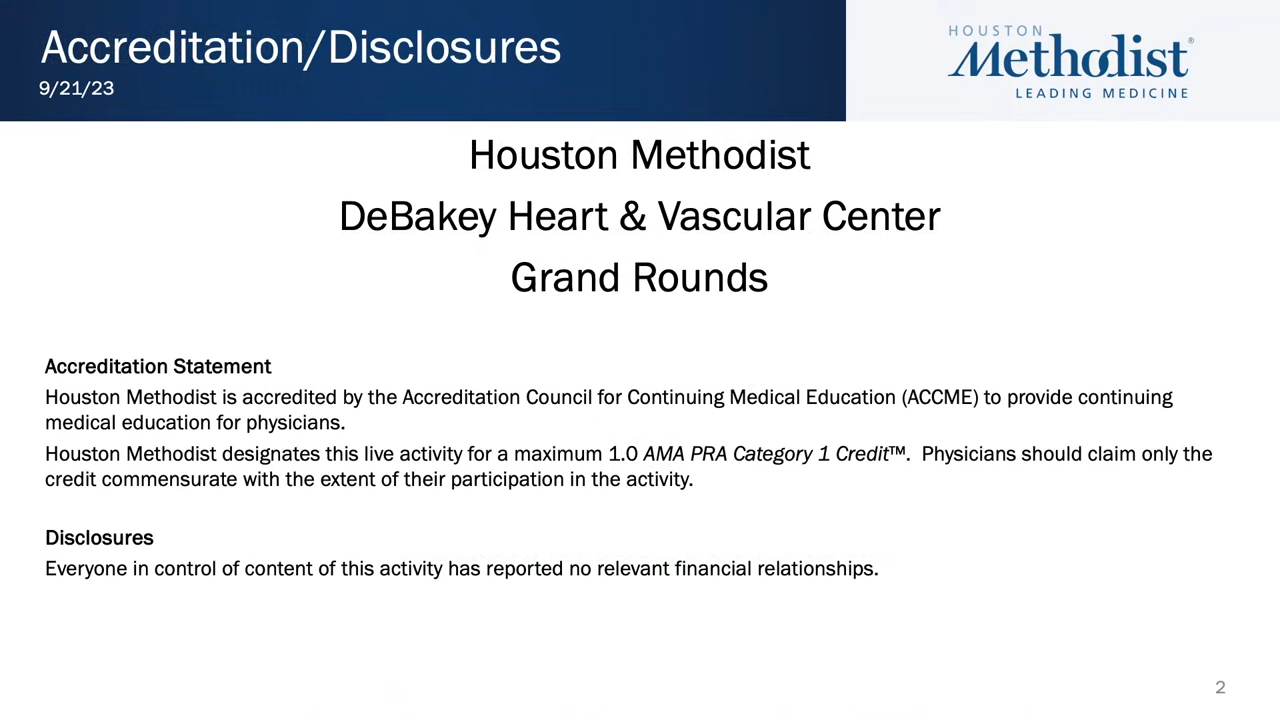 Accreditation/Disclosures
9/21/23
HOUSTON
Methodist®
LEADING MEDICINE
Houston Methodist
DeBakey Heart & Vascular Center
Grand Rounds
Accreditation Statement
Houston Methodist is accredited by the Accreditation Council for Continuing Medical Education (ACCME) to provide continuing
medical education for physicians.
Houston Methodist designates this live activity for a maximum 1.0 AMA PRA Category 1 Credit™.  Physicians should claim only the
credit commensurate with the extent of their participation in the activity.
Disclosures
Everyone in control of content of this activity has reported no relevant financial relationships.
2